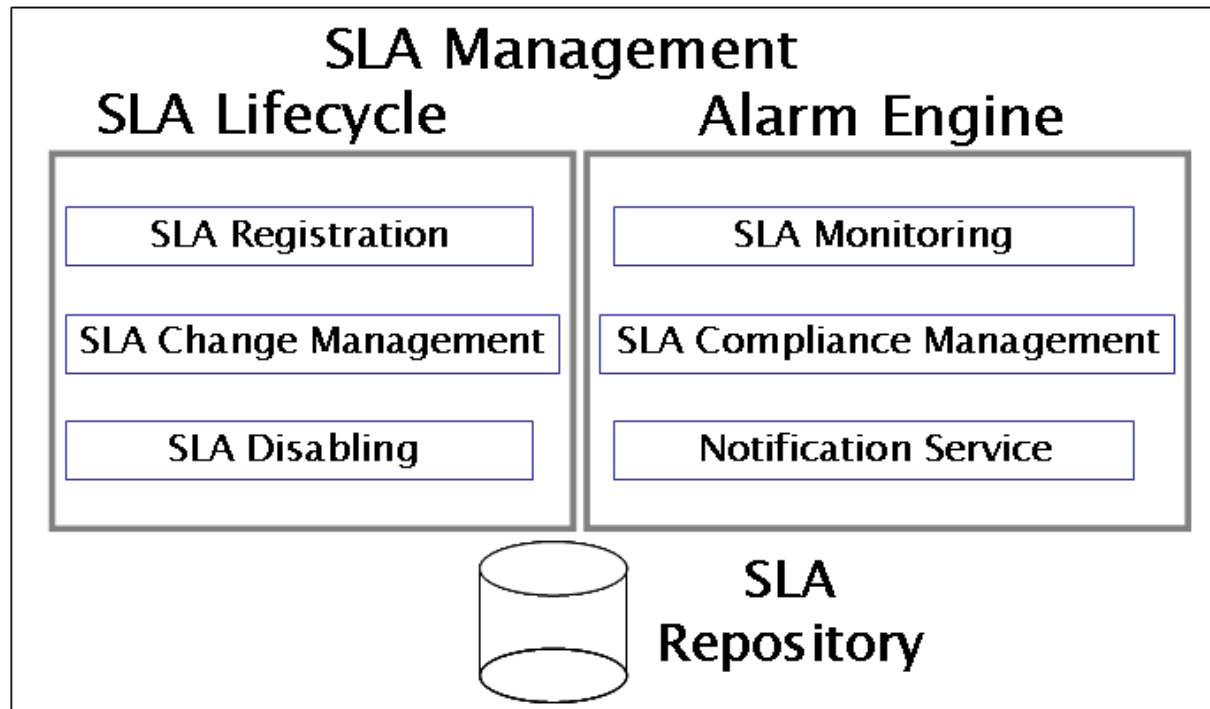 SLA Management
SLA Lifecycle
Alarm Engine
SLA Registration
SLA Change Management
SLA Disabling
SLA Monitoring
SLA Compliance Management
Notification Service
SLA
Repository